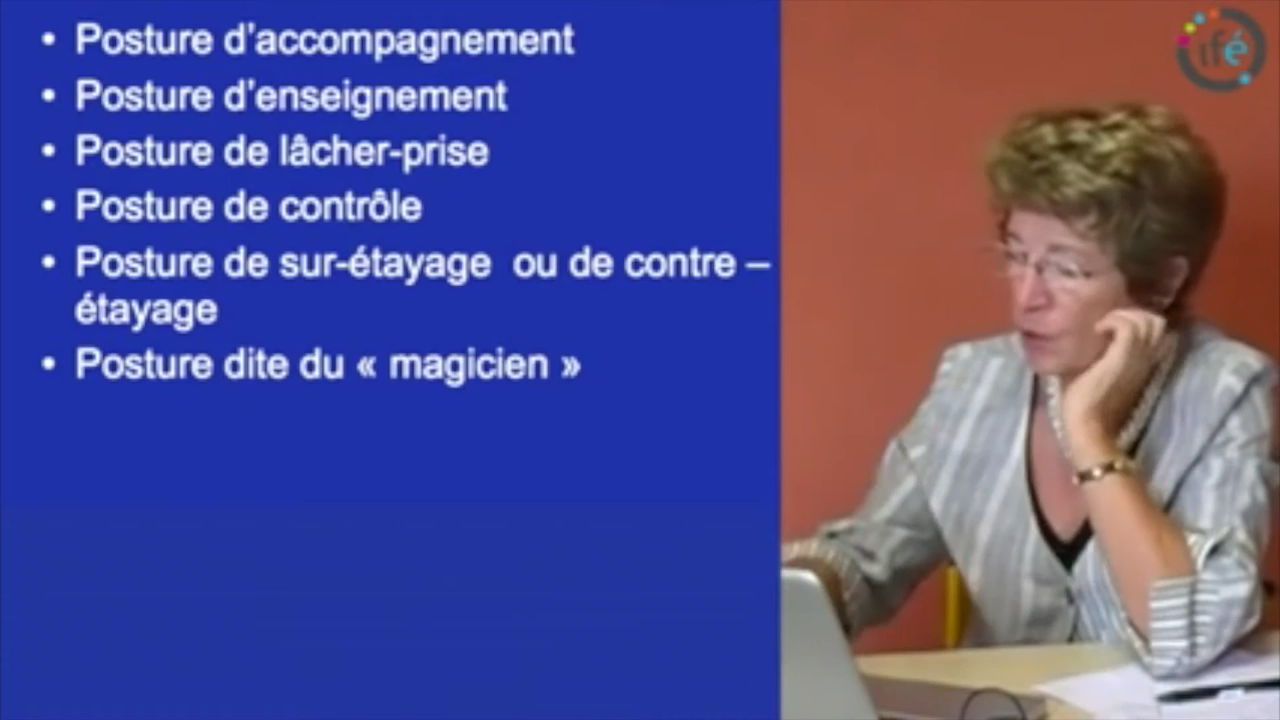 • Posture d'accompagnement
• Posture d'enseignement
• Posture de lâcher-prise
• Posture de contrôle
• Posture de sur-étayage ou de contre –
étayage
• Posture dite du « magicien »
ifé